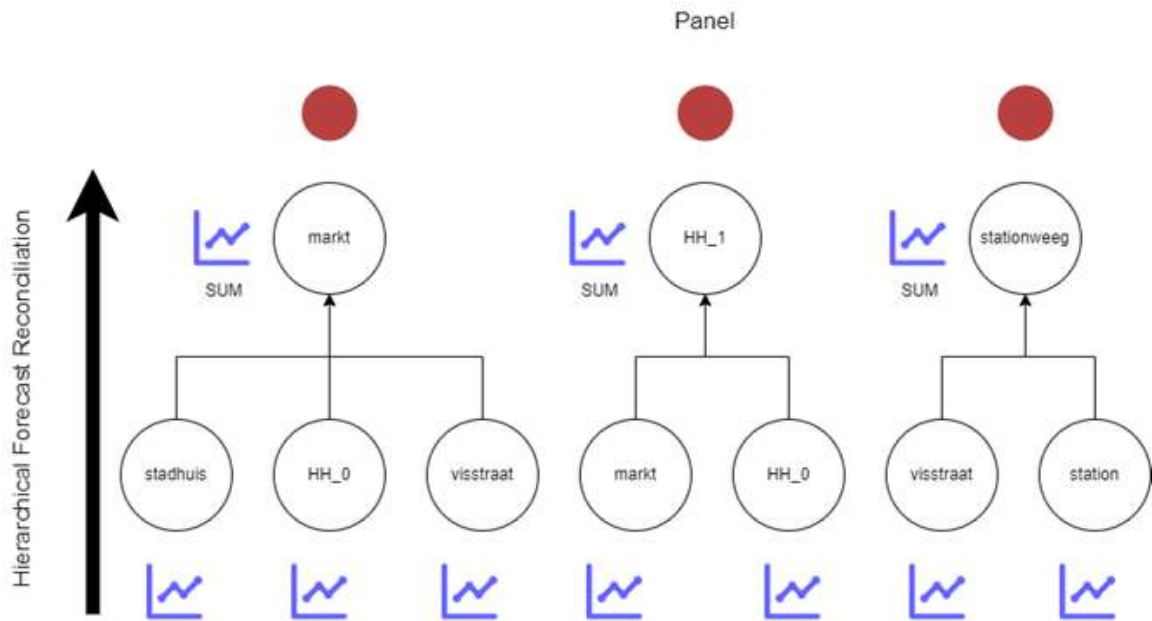 Panel
Hierarchical Forecast Reconciliation
markt
HH_1
stationweeg
SUM
SUM
SUM
stadhuis
HH_0
visstraat
markt
HH_0
visstraat
station